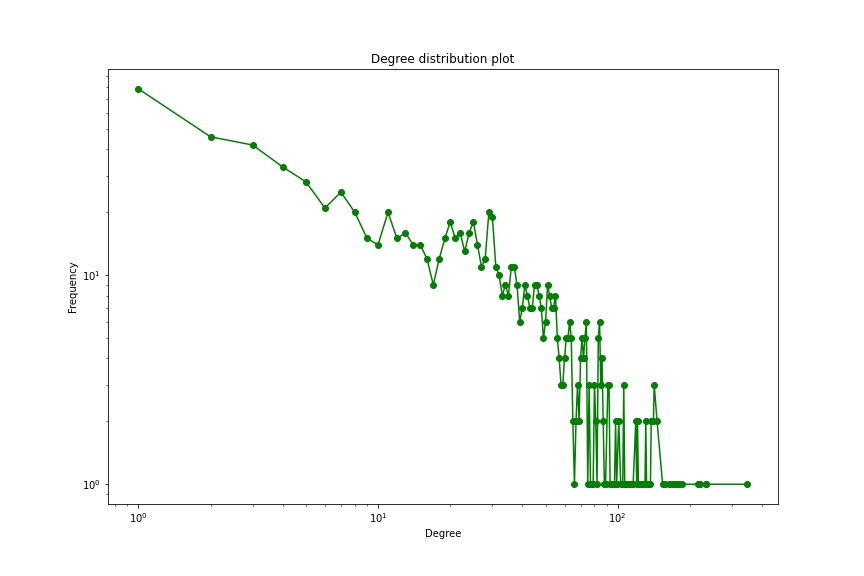 Degree distribution plot
Frequency
10¹
10⁰
10⁰ 10¹ 10²
Degree